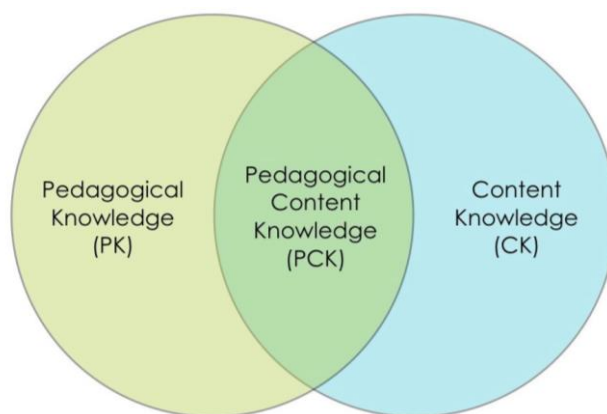 Pedagogical
Knowledge
(PK)
Pedagogical
Content
Knowledge
(PCK)
Content
Knowledge
(CK)